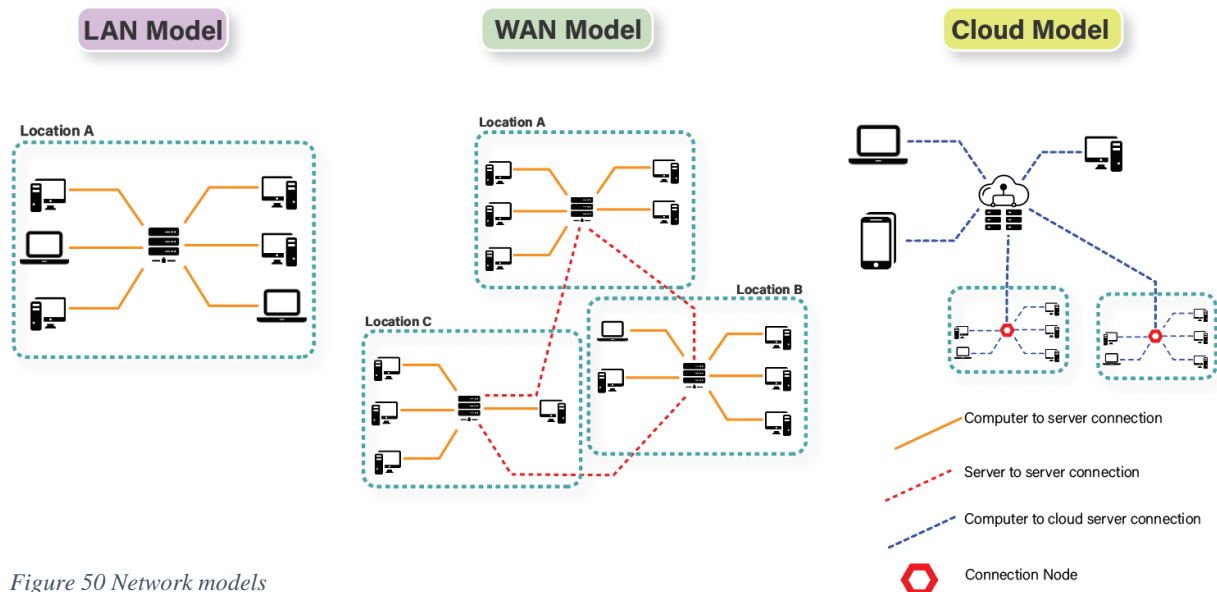 LAN Model
WAN Model
Cloud Model
Location A
Location A
Location B
Location C
Computer to server connection
Server to server connection
Computer to cloud server connection
Connection Node
Figure 50 Network models